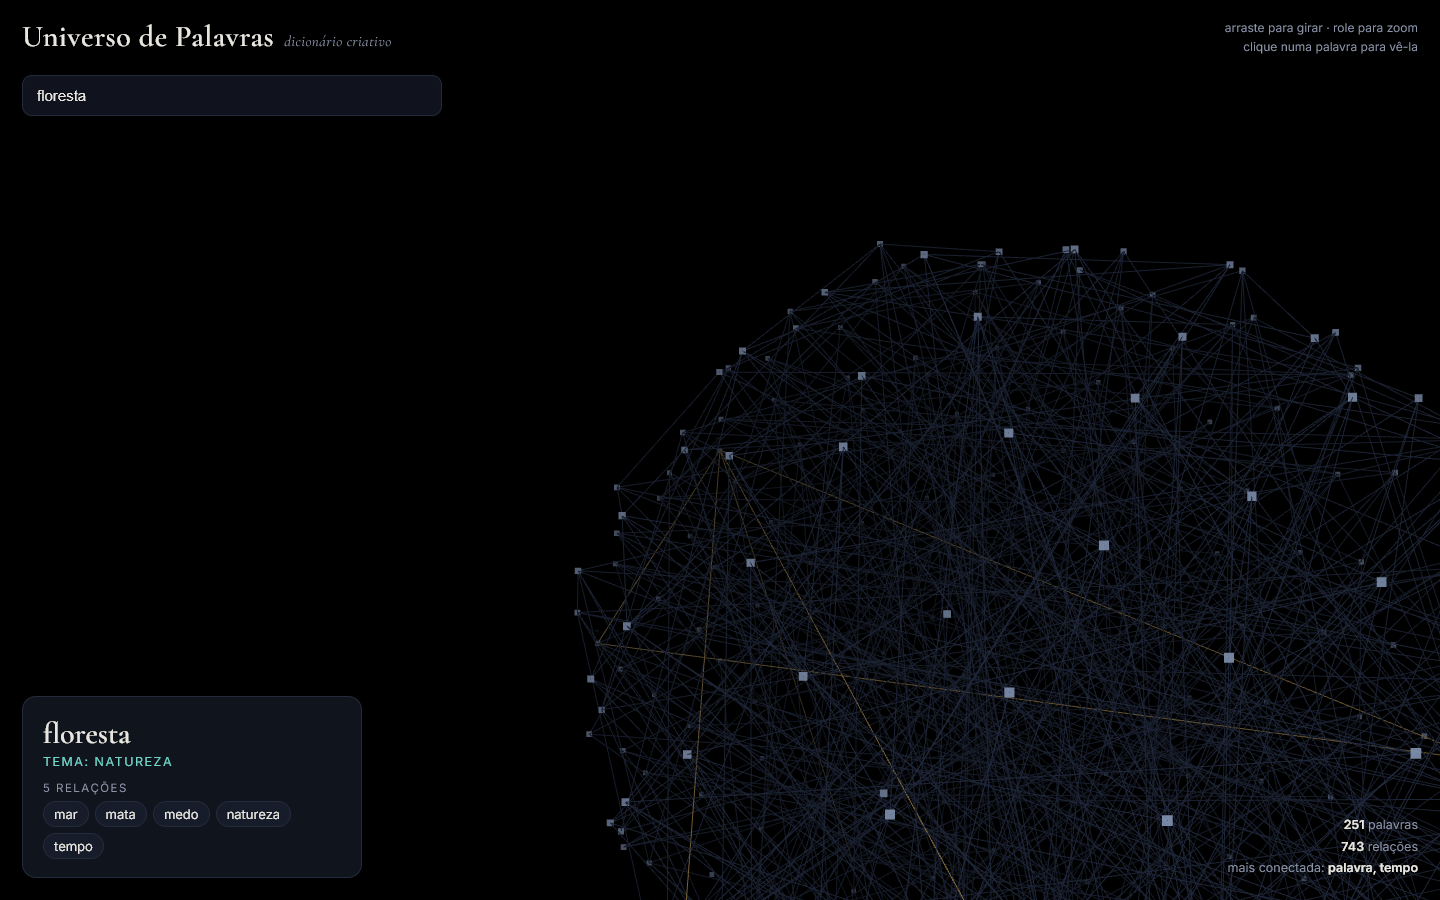 Universo de Palavras dicionário criativo
arraste para girar · role para zoom
clique numa palavra para vê-la
floresta
floresta
TEMA: NATUREZA
5 RELAÇÕES
mar mata medo natureza
tempo
251 palavras
743 relações
mais conectada: palavra, tempo